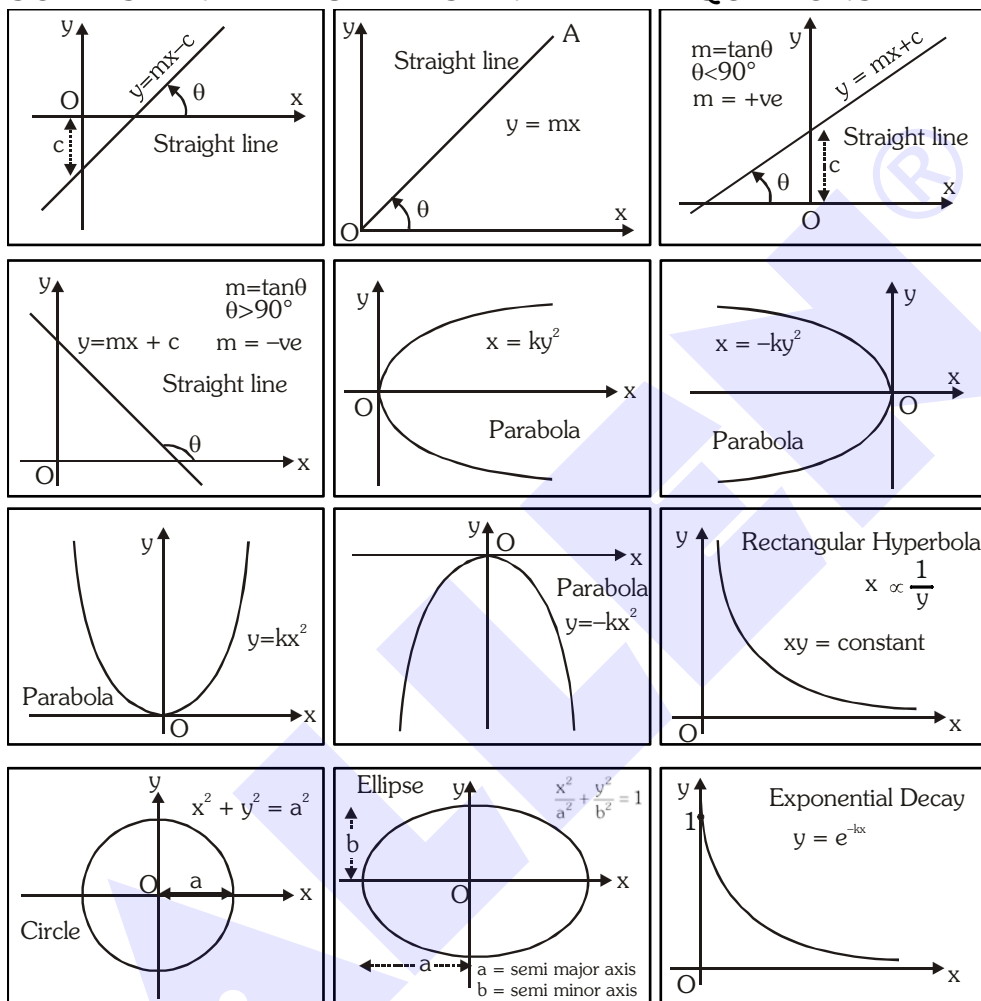 y
y=mx–c
θ
O
x
c
Straight line
y
A
Straight line
y = mx
θ
x
O
m=tanθ
θ<90°
m = +ve
y
y = mx+c
Straight line
c
θ
x
O
y
m=tanθ
θ>90°
y=mx + c m = –ve
Straight line
θ
x
O
y
x = ky²
x
O
Parabola
y
x = –ky²
x
O
Parabola
y
y=kx²
Parabola
x
O
y
O
x
Parabola
y=–kx²
y
Rectangular Hyperbola
x ∝ 1/y
xy = constant
O
x
y
x² + y² = a²
O
a
x
Circle
Ellipse
y
x²/a² + y²/b² = 1
b
O
x
a
a = semi major axis
b = semi minor axis
y
1
Exponential Decay
y = e⁻ᵏˣ
O
x
ALLEN
®